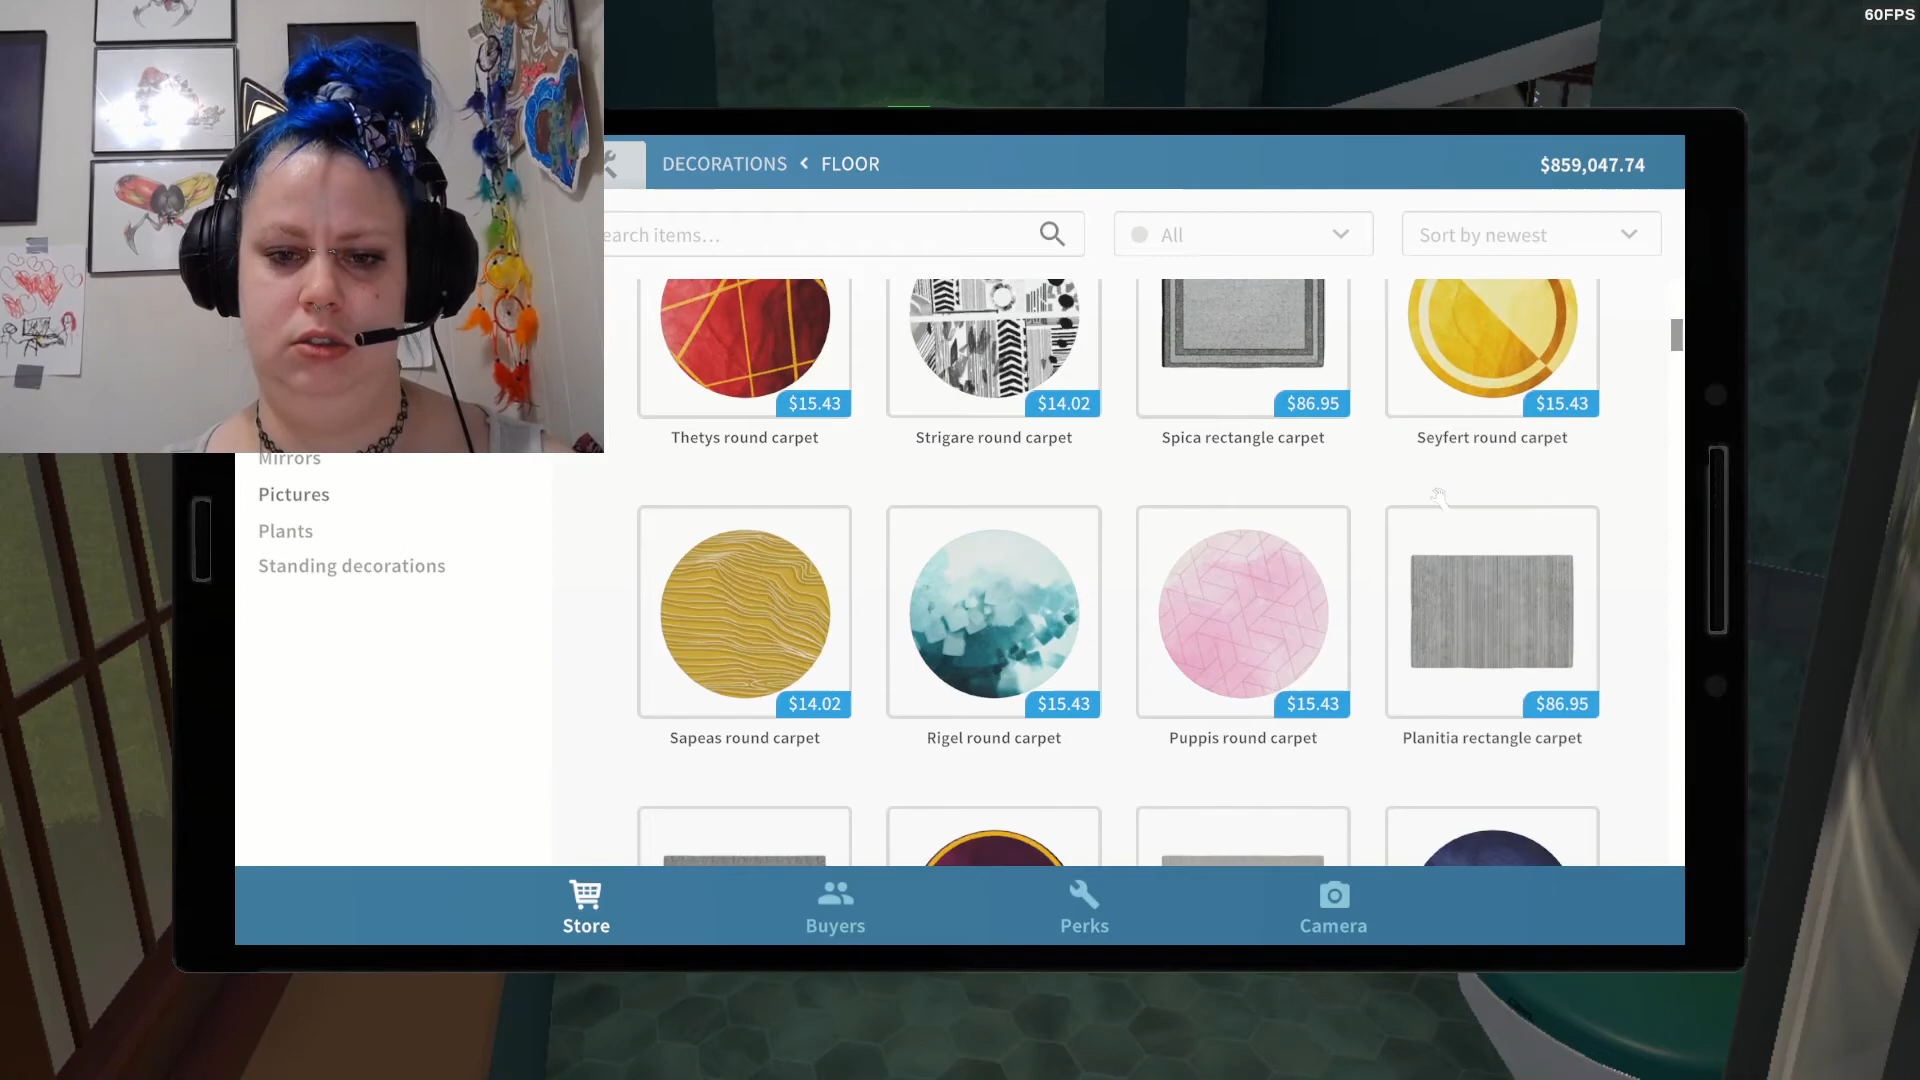 60FPS
DECORATIONS < FLOOR
$859,047.74
earch items...
All
Sort by newest
$15.43
$14.02
$86.95
$15.43
Thetys round carpet
Strigare round carpet
Spica rectangle carpet
Seyfert round carpet
Mirrors
Pictures
Plants
Standing decorations
$14.02
$15.43
$15.43
$86.95
Sapeas round carpet
Rigel round carpet
Puppis round carpet
Planitia rectangle carpet
Store
Buyers
Perks
Camera